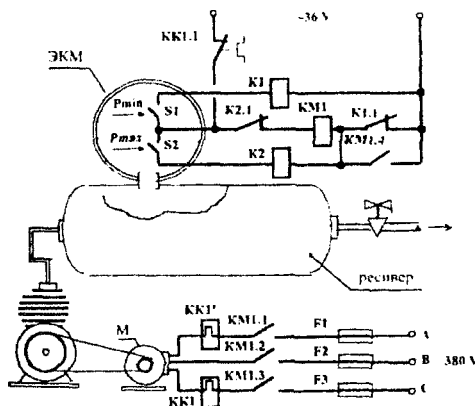 ~36 V
KK1.1
ЭКМ
K1
Pmin
S1
K2.1
KM1
K1.1
KM1.4
Pmax
S2
K2
ресивер
KK1'
KM1.1
F1
A
M
KM1.2
F2
B
380 V
KM1.3
F3
C
KK1